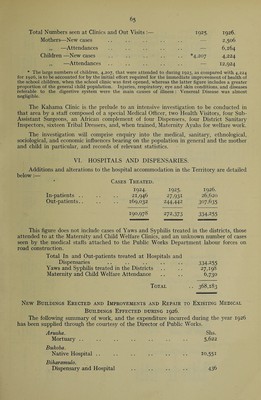 65
Total Numbers seen at Clinics and Out Visits :— 1925. 1926.
Mothers—New cases .. .. .. .. — 2,506
„ —Attendances .. .. .. .. — 6,164
Children—New cases .. .. .. .. *4,207 4,224
—Attendances .. .. .. .. — 12,924
* The large numbers of children, 4,207, that were attended to during 1925, as compared with 4,224
for 1926, is to be accounted for by the initial effort required for the immediate improvement of health of
the school children, when the school clinic was first opened, whereas the latter figure includes a greater
proportion of the general child population. Injuries, respiratory, eye and skin conditions, and diseases
referable to the digestive system were the main causes of illness : Venereal Disease was almost
negligible.
The Kahama Clinic is the prelude to an intensive investigation to be conducted in
that area by a staff composed of a special Medical Officer, two Health Visitors, four Sub-
Assistant Surgeons, an African complement of four Dispensers, four District Sanitary
Inspectors, sixteen Tribal Dressers, and, when trained, Maternity Ayahs for welfare work.
The investigation will comprise enquiry into the medical, sanitary, ethnological,
sociological, and economic influences bearing on the population in general and the mother
and child in particular, and records of relevant statistics.
VI. HOSPITALS AND DISPENSARIES.
Additions and alterations to the hospital accommodation in the Territory are detailed
below :—
Cases Treated.
1924. 1925. 1926.
In-patients .. .. 21,946 27,931 26,620
Out-patients.. .. 169,032 244,442 307,635
190,978 272,373 334,255
This figure does not include cases of Yaws and Syphilis treated in the districts, those
attended to at the Maternity and Child Welfare Clinics, and an unknown number of cases
seen by the medical staffs attached to the Public Works Department labour forces on
road construction.
Total In and Out-patients treated at Hospitals and
Dispensaries .. .. .. .. .. 334,255
Yaws and Syphilis treated in the Districts .. .. 27,198
Maternity and Child Welfare Attendance .. .. 6,730
Total .. 368,183
New Buildings Erected and Improvements and Repair to Existing Medical
Buildings Effected during 1926.
The following summary of work, and the expenditure incurred during the year 1926
has been supplied through the courtesy of the Director of Public Works.
Arusha. Shs.
Mortuary .. .. .. .. .. .. 5,622
Bukoba.
Native Hospital .. .. .. .. .. 10,551
Biharamulo.
Dispensary and Hospital .. .. .. .. 436